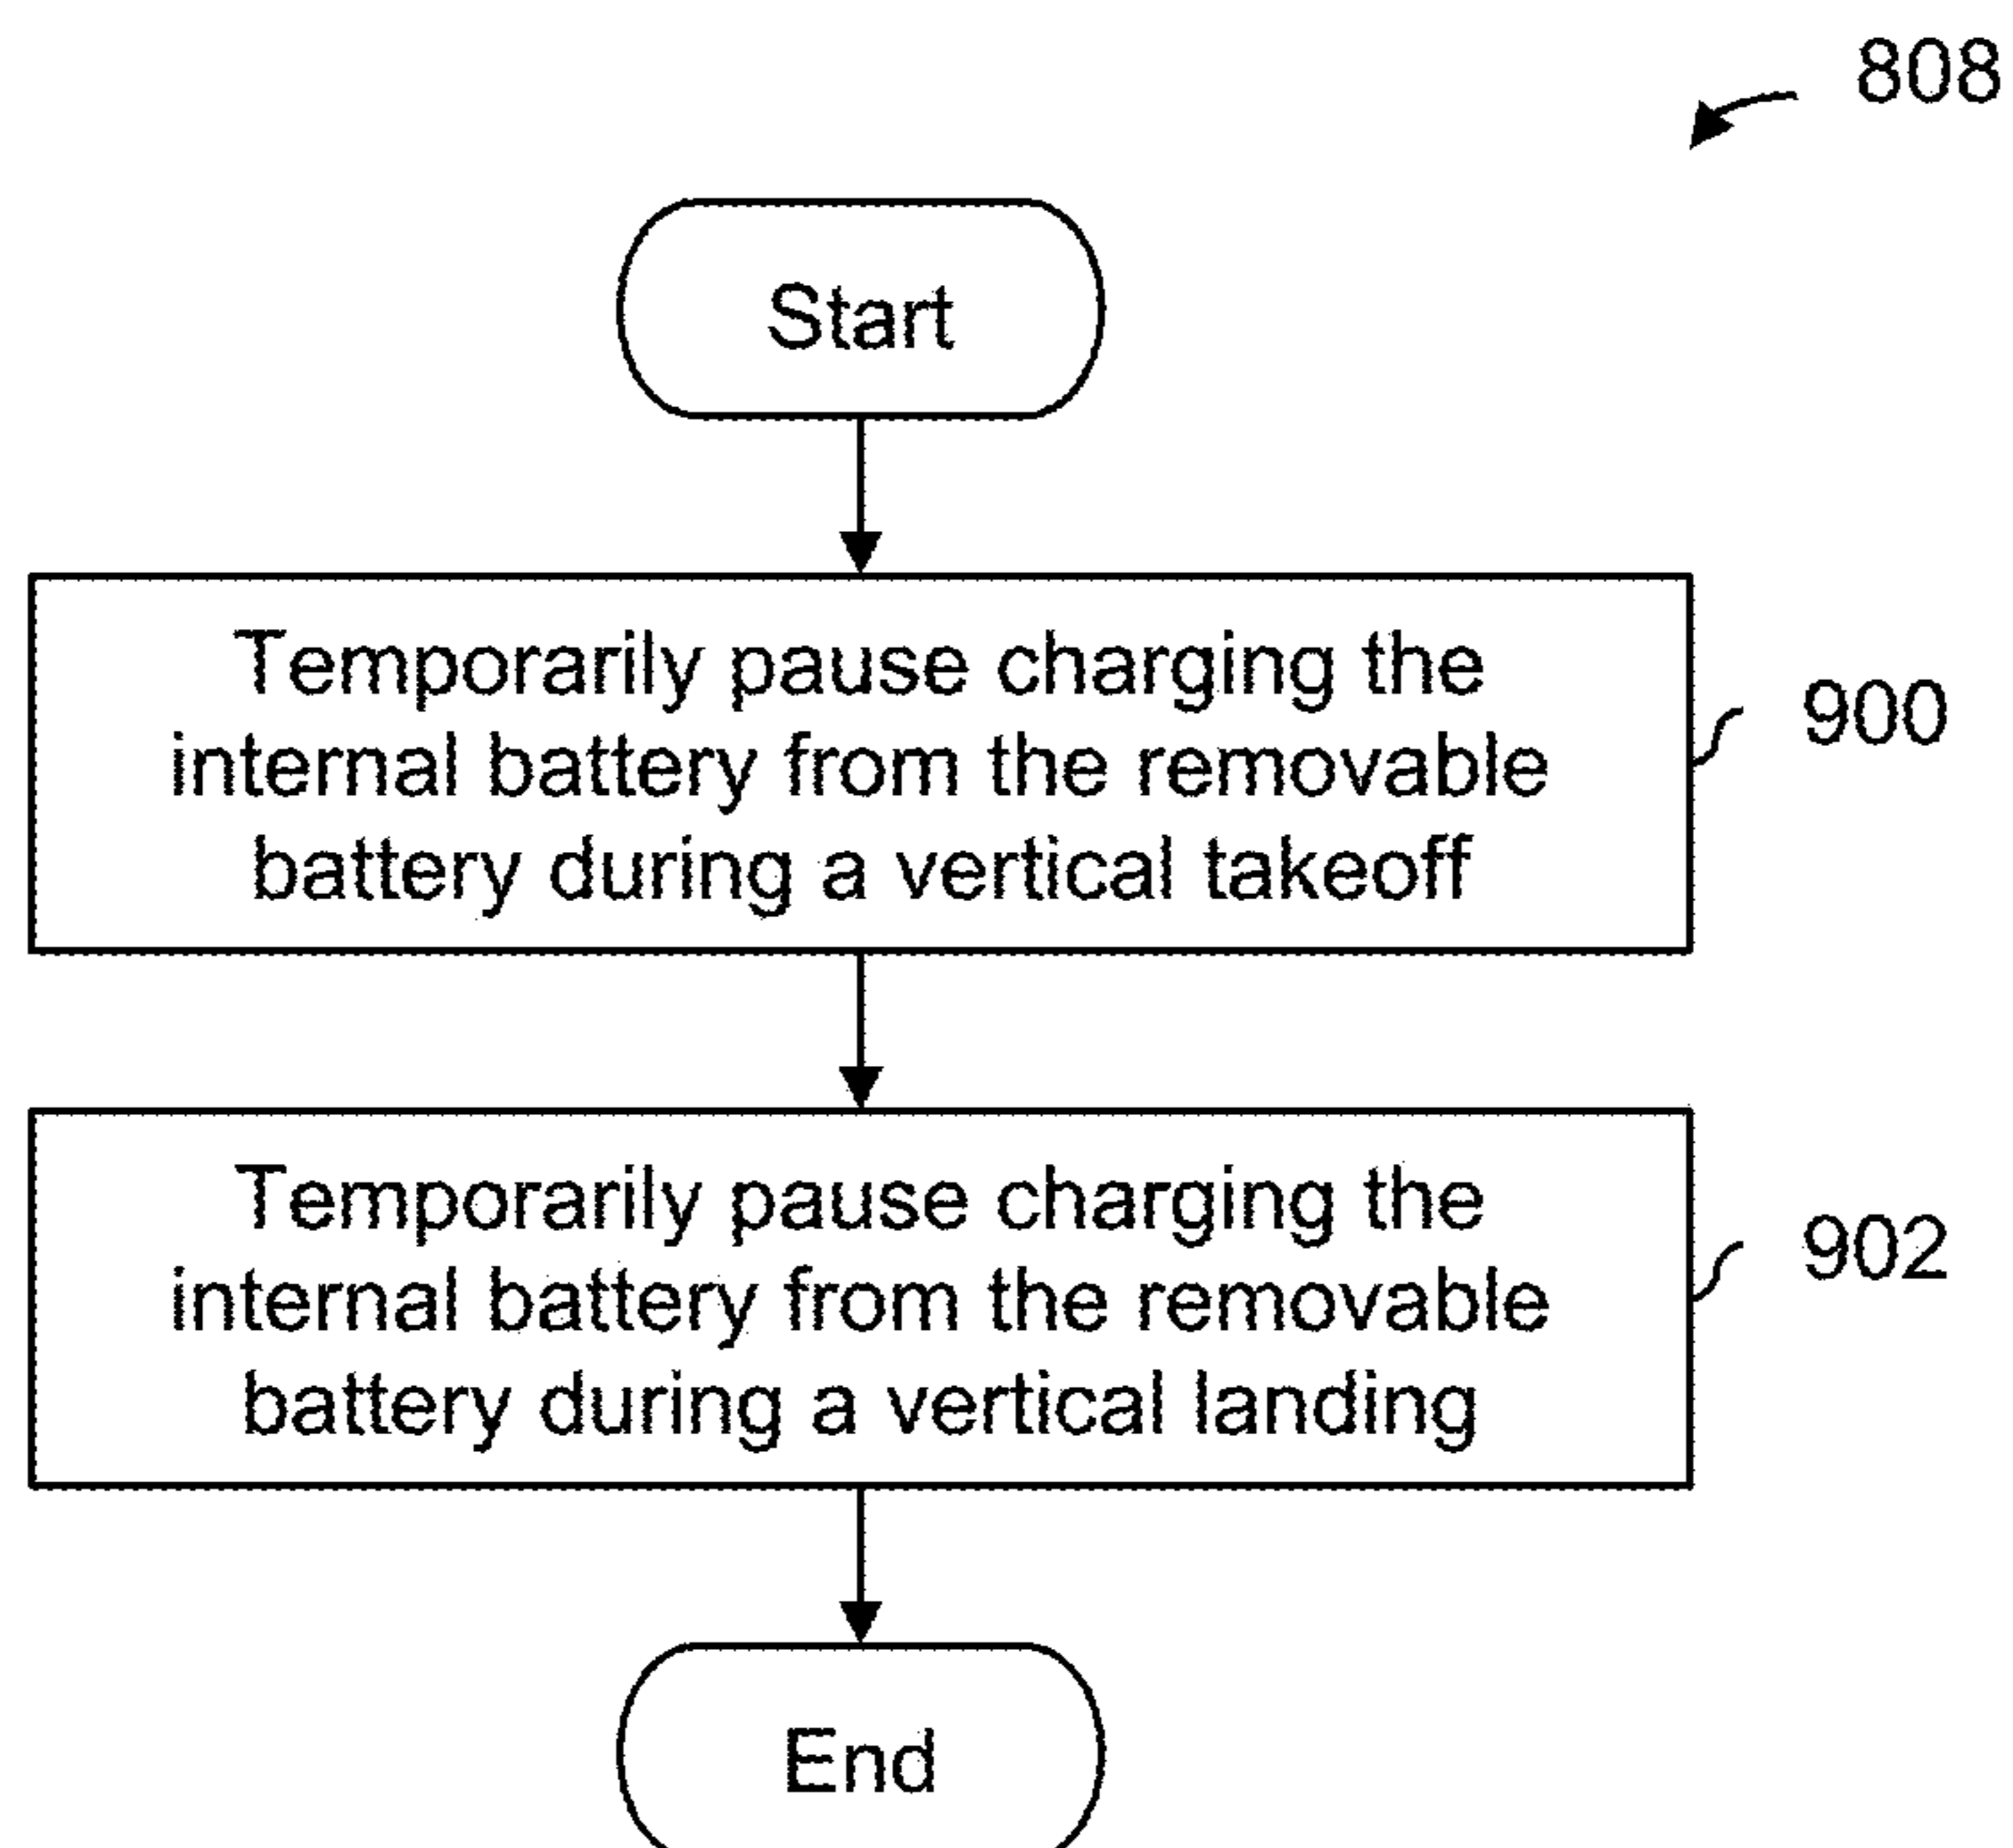 808
Start
Temporarily pause charging the
internal battery from the removable
battery during a vertical takeoff
900
Temporarily pause charging the
internal battery from the removable
battery during a vertical landing
902
End